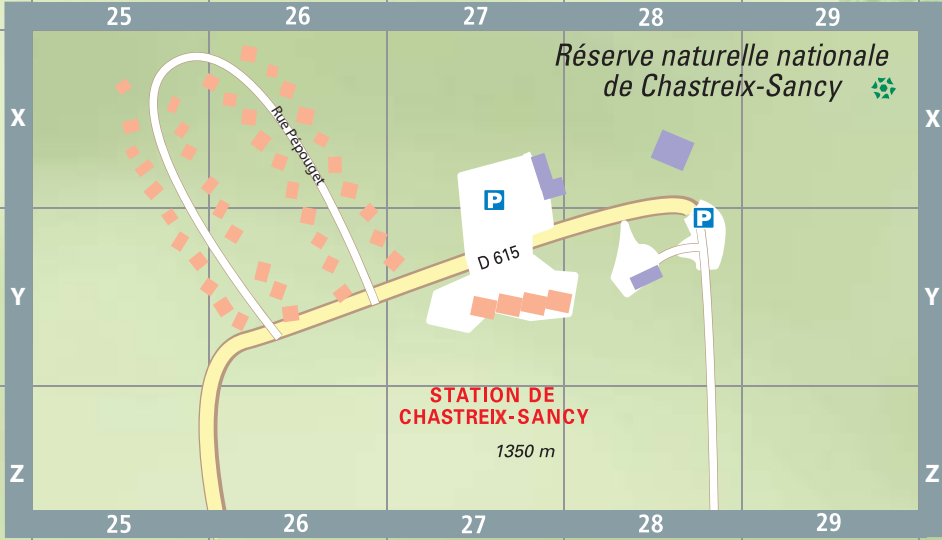 25 26 27 28 29
Réserve naturelle nationale
de Chastreix-Sancy
X X
Rue Pépouget
P
P
D 615
Y Y
STATION DE
CHASTREIX-SANCY
1350 m
Z Z
25 26 27 28 29